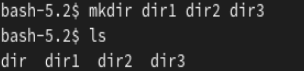 bash-5.2$ mkdir dir1 dir2 dir3
bash-5.2$ ls
dir  dir1  dir2  dir3